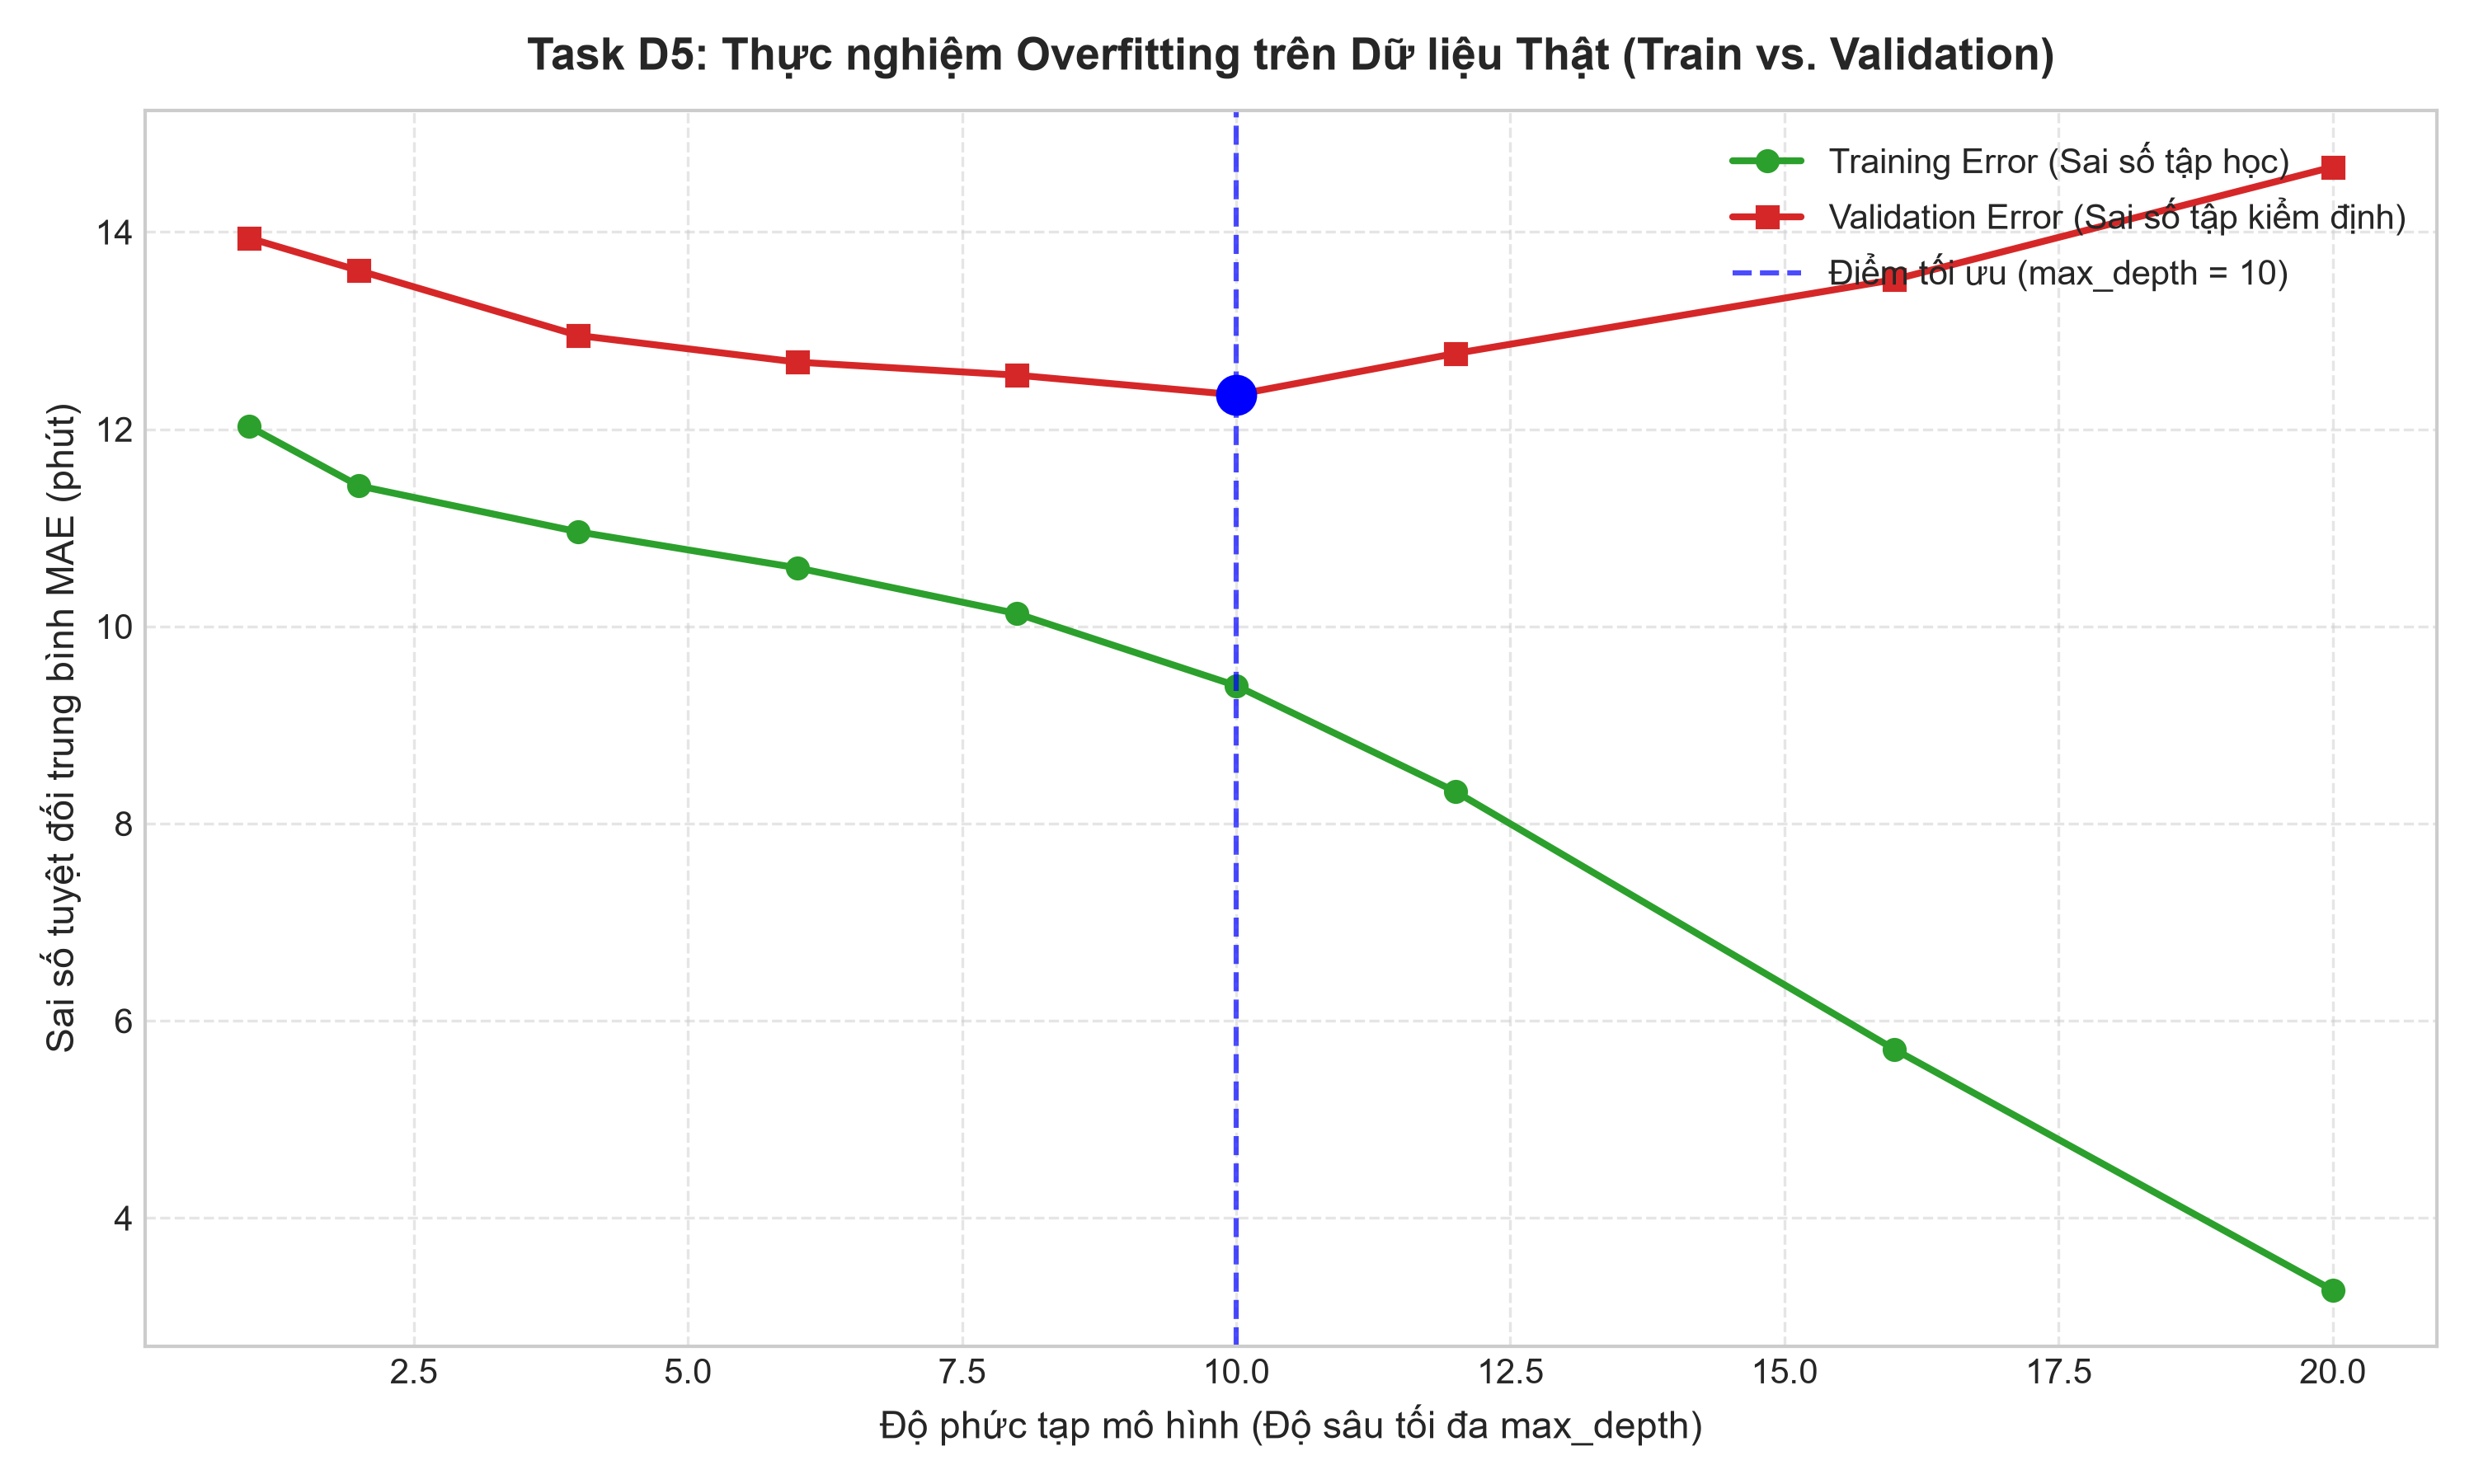 Task D5: Thực nghiệm Overfitting trên Dữ liệu Thật (Train vs. Validation)
Training Error (Sai số tập học)
Validation Error (Sai số tập kiểm định)
Điểm tối ưu (max_depth = 10)
Sai số tuyệt đối trung bình MAE (phút)
14
12
10
8
6
4
2.5 5.0 7.5 10.0 12.5 15.0 17.5 20.0
Độ phức tạp mô hình (Độ sâu tối đa max_depth)